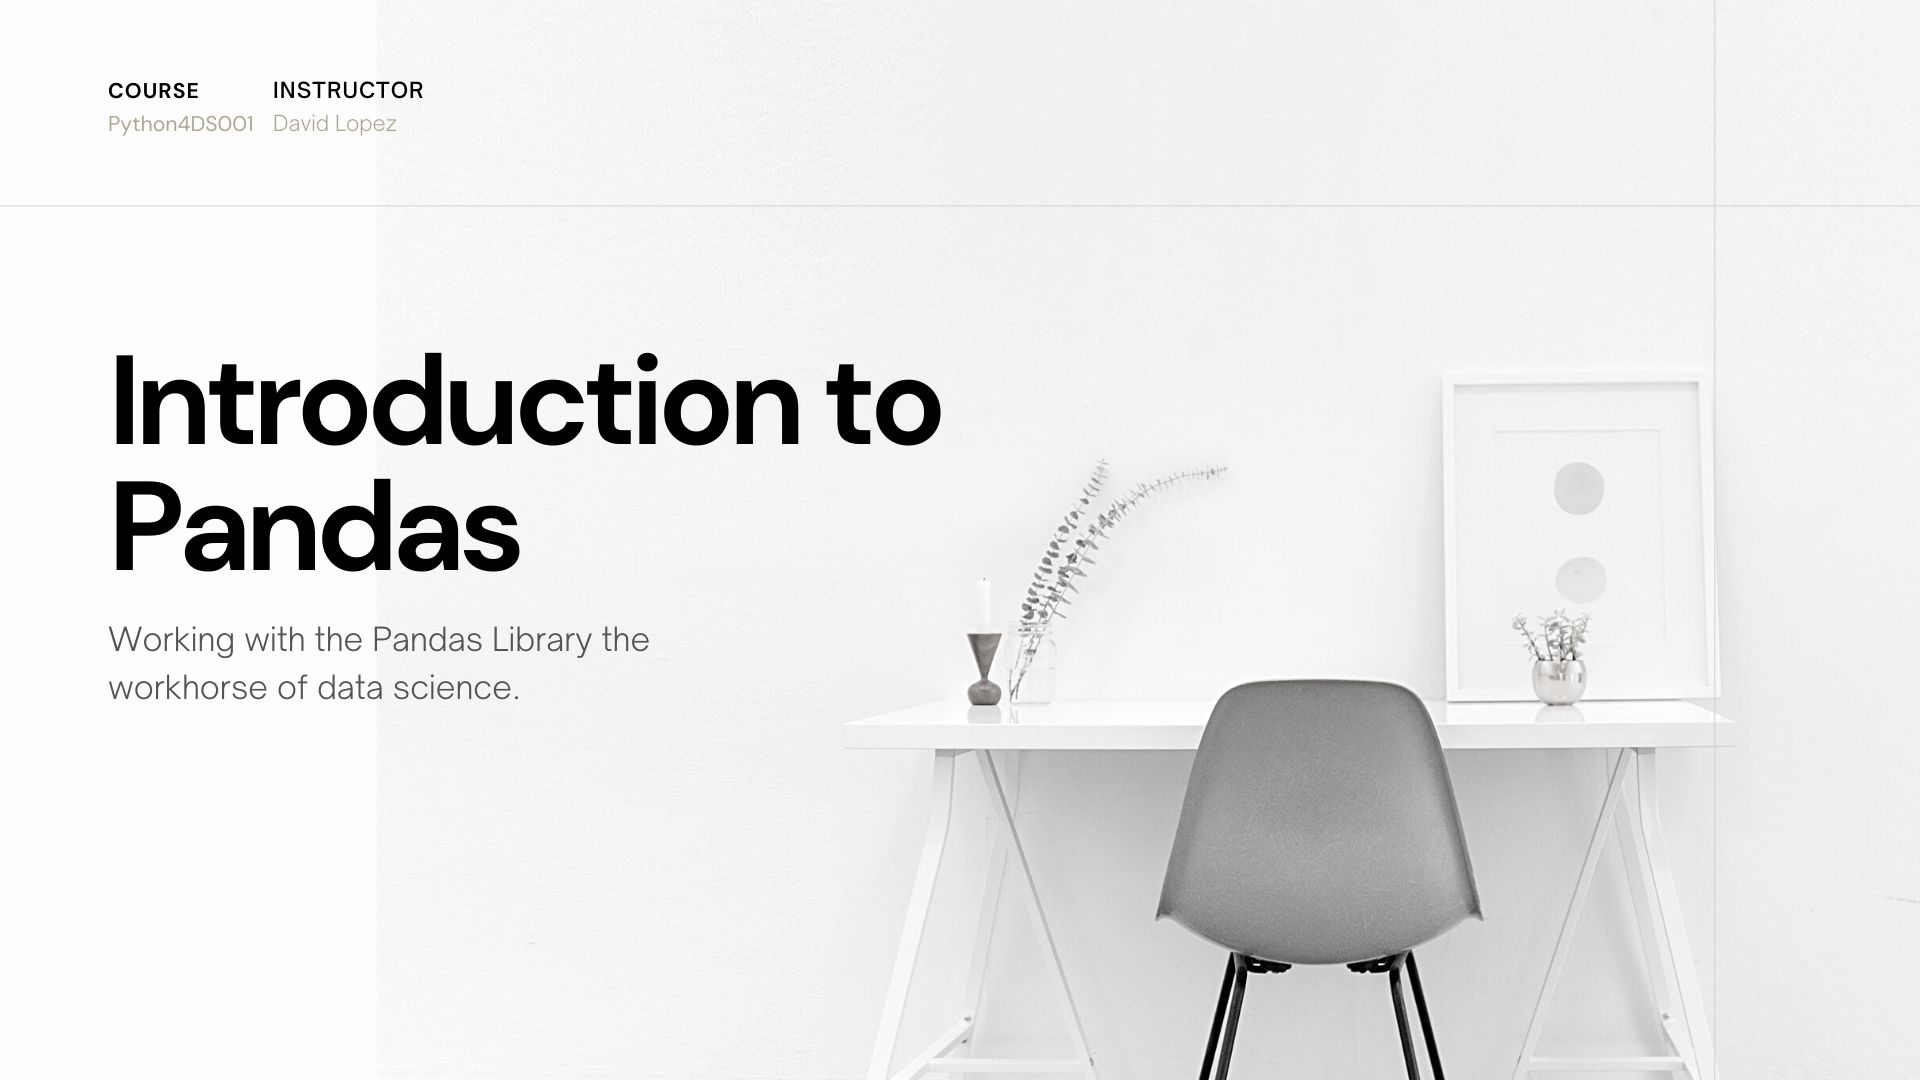 COURSE
Python4DS001
INSTRUCTOR
David Lopez
Introduction to
Pandas
Working with the Pandas Library the
workhorse of data science.